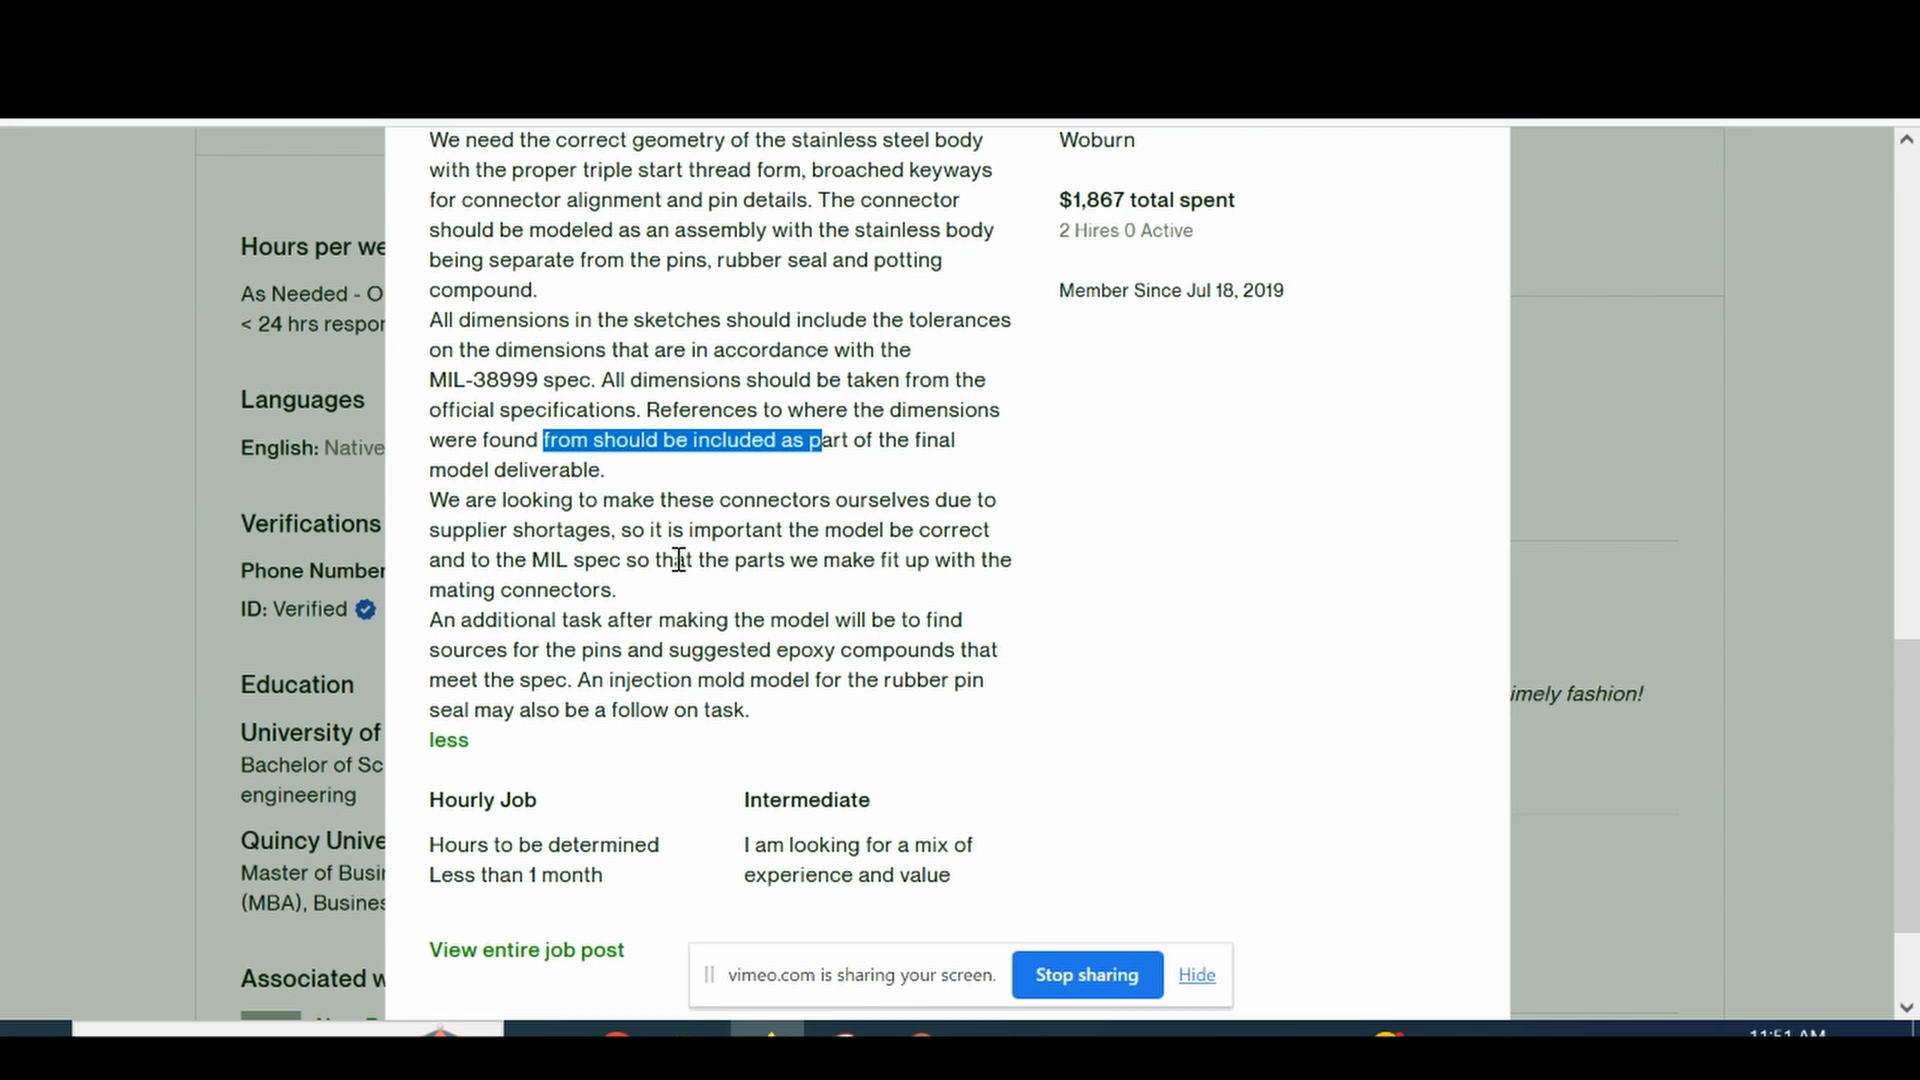 We need the correct geometry of the stainless steel body
with the proper triple start thread form, broached keyways
for connector alignment and pin details. The connector
should be modeled as an assembly with the stainless body
being separate from the pins, rubber seal and potting
compound.
All dimensions in the sketches should include the tolerances
on the dimensions that are in accordance with the
MIL-38999 spec. All dimensions should be taken from the
official specifications. References to where the dimensions
were found from should be included as part of the final
model deliverable.
We are looking to make these connectors ourselves due to
supplier shortages, so it is important the model be correct
and to the MIL spec so that the parts we make fit up with the
mating connectors.
An additional task after making the model will be to find
sources for the pins and suggested epoxy compounds that
meet the spec. An injection mold model for the rubber pin
seal may also be a follow on task.
less
Hourly Job
Hours to be determined
Less than 1 month
Intermediate
I am looking for a mix of
experience and value
View entire job post
Woburn
$1,867 total spent
2 Hires 0 Active
Member Since Jul 18, 2019
Hours per we
As Needed - O
< 24 hrs respor
Languages
English: Native
Verifications
Phone Number
ID: Verified
Education
University of
Bachelor of Sc
engineering
Quincy Unive
Master of Busi
(MBA), Busines
Associated w
imely fashion!
vimeo.com is sharing your screen.
Stop sharing
Hide
11:51 AM